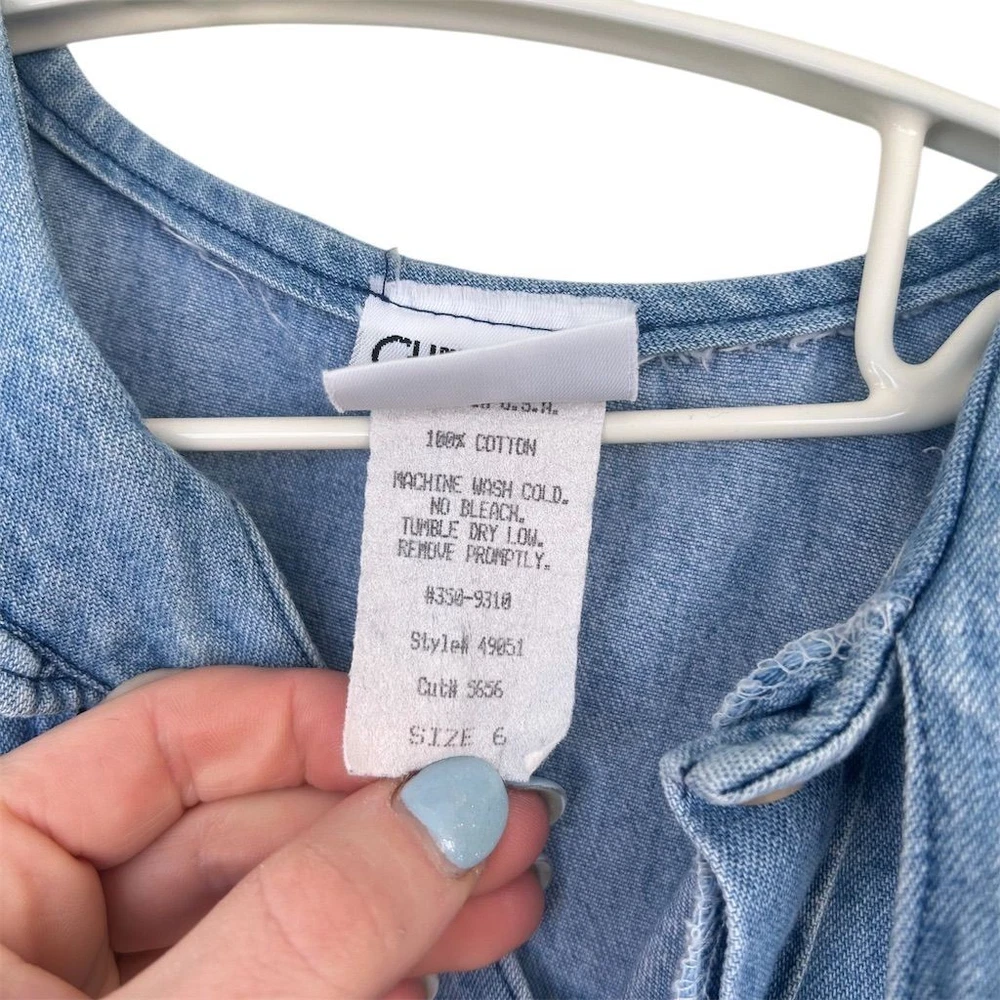 U.S.A.
100% COTTON
MACHINE WASH COLD.
NO BLEACH.
TUMBLE DRY LOW.
REMOVE PROMPTLY.
#350-9310
Style# 49051
Cut# 5656
SIZE 6